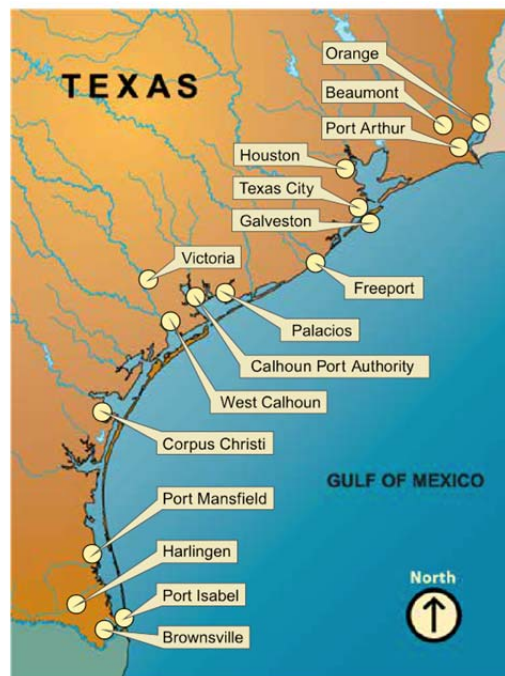 Orange
TEXAS
Beaumont
Port Arthur
Houston
Texas City
Galveston
Victoria
Freeport
Palacios
Calhoun Port Authority
West Calhoun
Corpus Christi
GULF OF MEXICO
Port Mansfield
Harlingen
North
Port Isabel
Brownsville